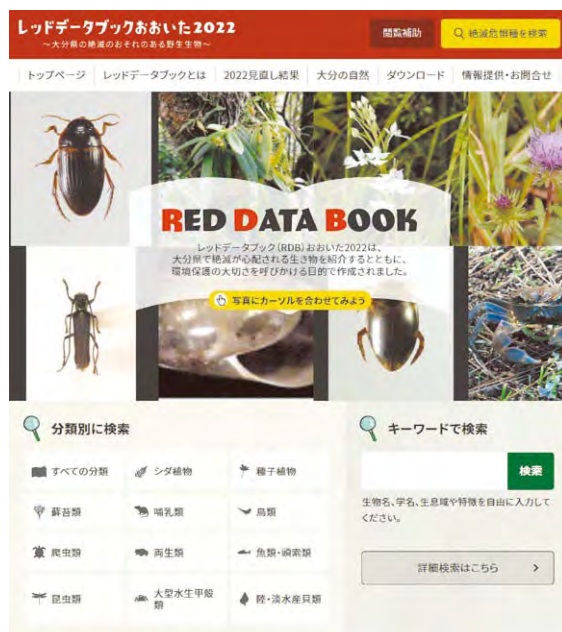 レッドデータブックおおいた2022
～大分県の絶滅のおそれのある野生生物～
閲覧補助
絶滅危惧種を検索
トップページ
レッドデータブックとは
2022見直し結果
大分の自然
ダウンロード
情報提供・お問合せ
RED DATA BOOK
レッドデータブック（RDB）おおいた2022は、
大分県で絶滅が心配される生き物を紹介するとともに、
環境保護の大切さを呼びかける目的で作成されました。
写真にカーソルを合わせてみよう
分類別に検索
すべての分類
シダ植物
種子植物
蘚苔類
哺乳類
鳥類
爬虫類
両生類
魚類・頭索類
昆虫類
大型水生甲殻
類
陸・淡水産貝類
キーワードで検索
検索
生物名、学名、生息域や特徴を自由に入力して
ください。
詳細検索はこちら